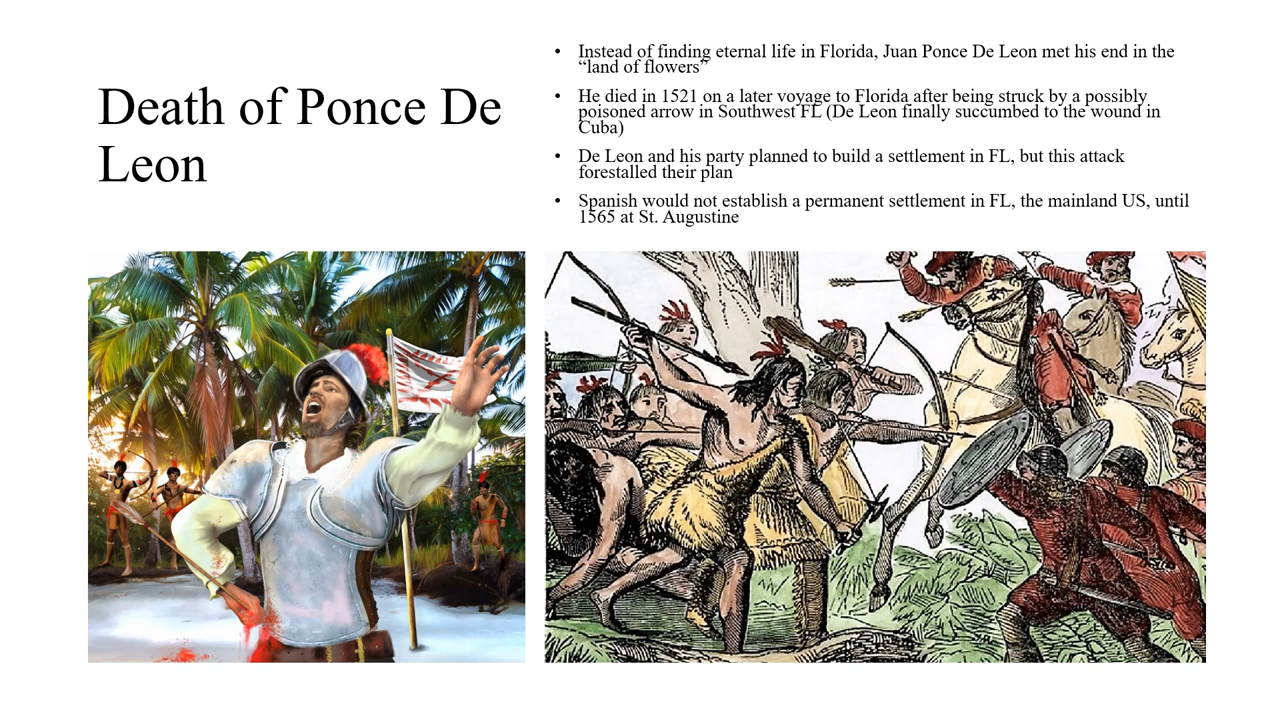 Death of Ponce De
Leon
• Instead of finding eternal life in Florida, Juan Ponce De Leon met his end in the
“land of flowers”
• He died in 1521 on a later voyage to Florida after being struck by a possibly
poisoned arrow in Southwest FL (De Leon finally succumbed to the wound in
Cuba)
• De Leon and his party planned to build a settlement in FL, but this attack
forestalled their plan
• Spanish would not establish a permanent settlement in FL, the mainland US, until
1565 at St. Augustine